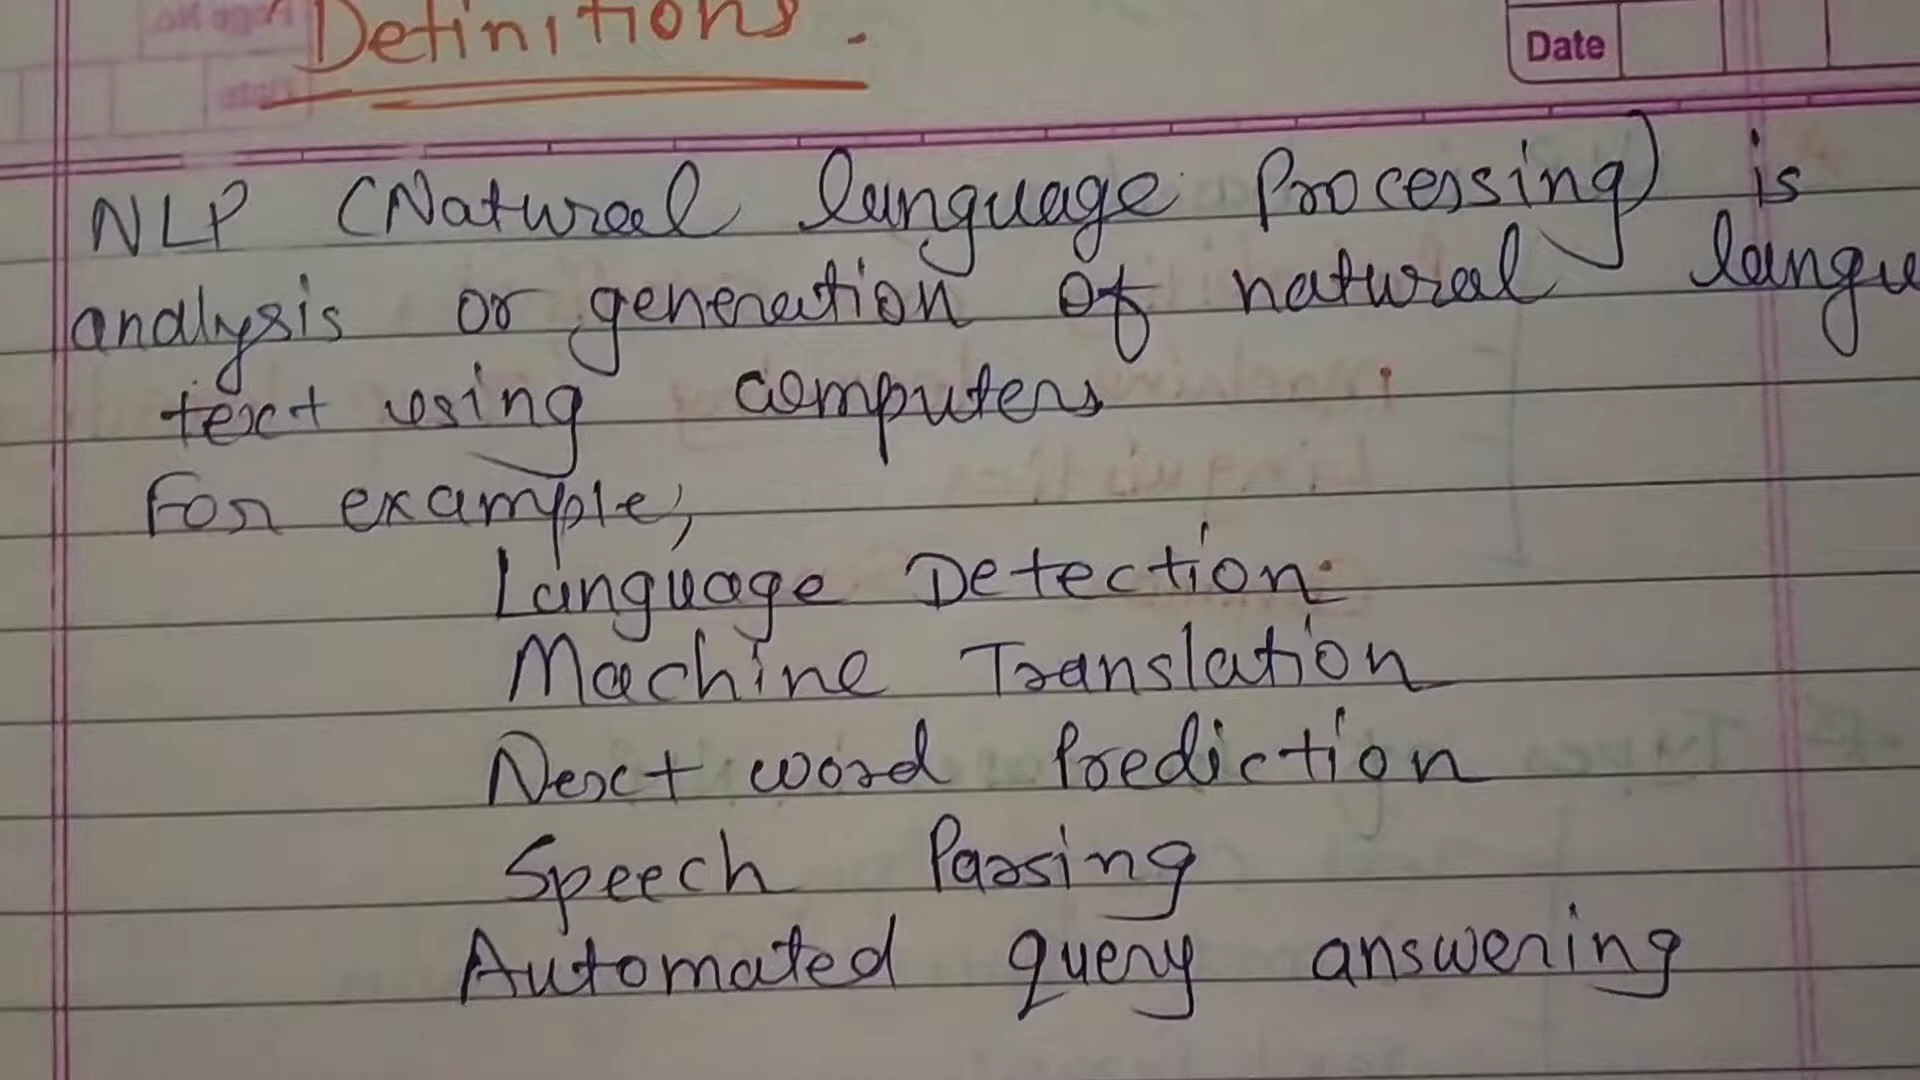 Definitions.
Date
NLP (Natural language Processing) is
analysis or generation of natural langu
text using computers
For example,
Language Detection
Machine Translation
Next word Prediction
Speech Parsing
Automated query answering